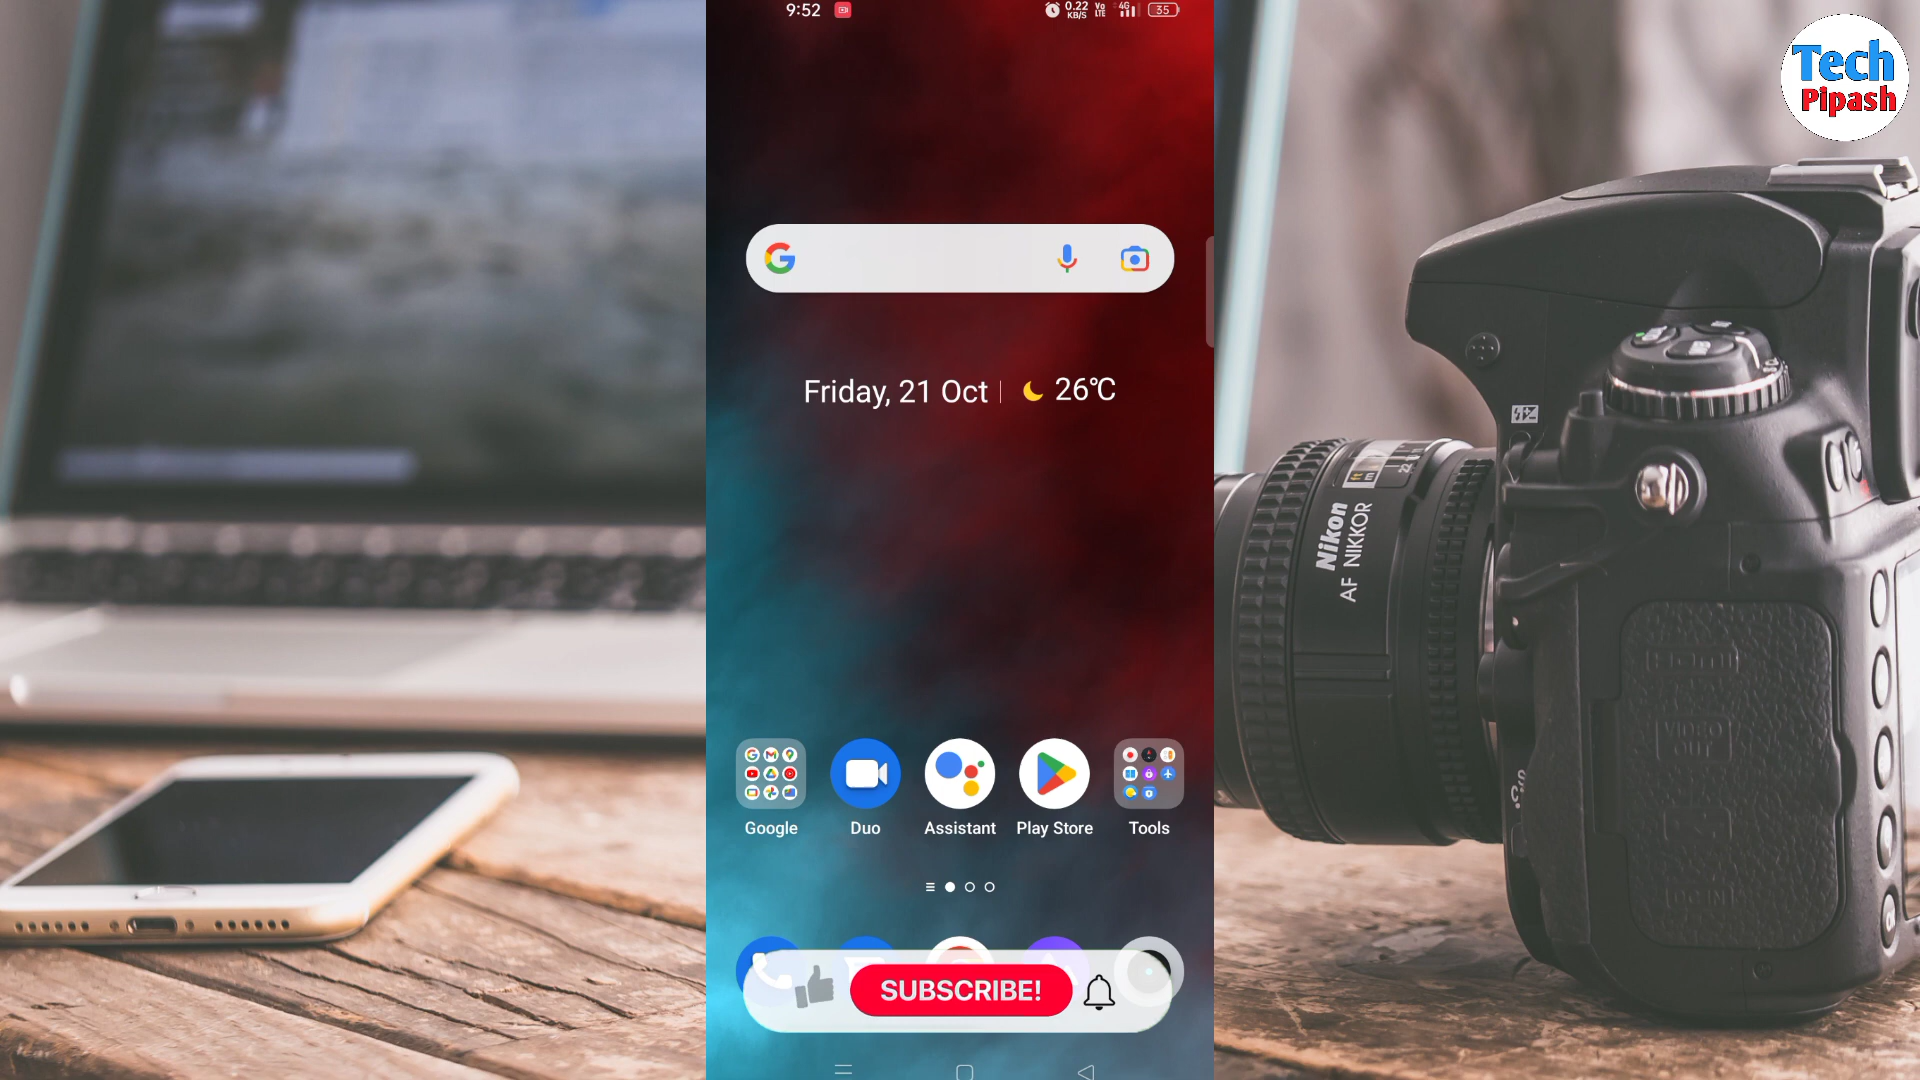 9:52
0.22
KB/S
Vo
LTE
4G
35
Tech
Pipash
Friday, 21 Oct
26°C
Nikon
AF NIKKOR
Google
Duo
Assistant
Play Store
Tools
SUBSCRIBE!